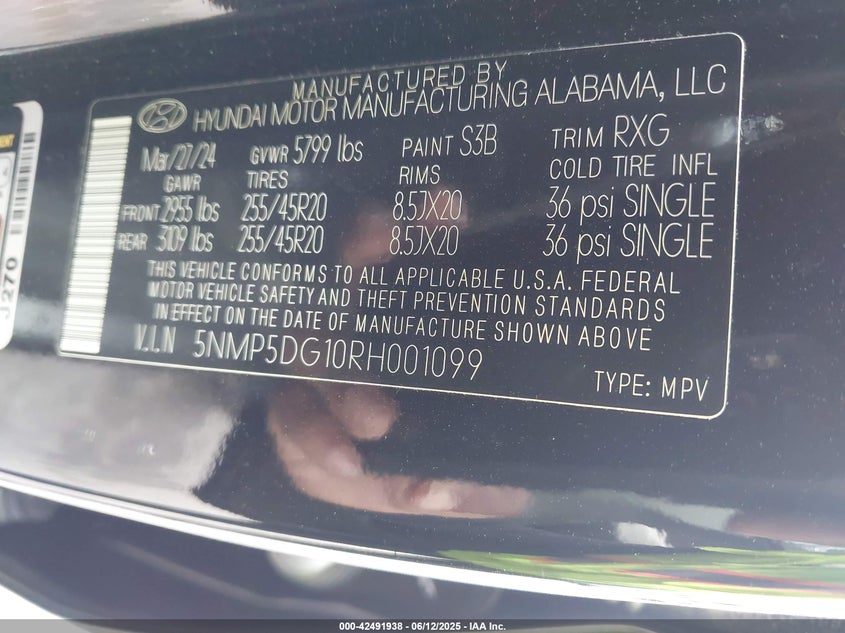 MANUFACTURED BY
HYUNDAI MOTOR MANUFACTURING ALABAMA, LLC
Mar/27/24 GVWR 5799 lbs PAINT S3B TRIM RXG
GAWR TIRES RIMS COLD TIRE INFL
FRONT 2955 lbs 255/45R20 8.5JX20 36 psi SINGLE
REAR 3109 lbs 255/45R20 8.5JX20 36 psi SINGLE
THIS VEHICLE CONFORMS TO ALL APPLICABLE U.S.A. FEDERAL
MOTOR VEHICLE SAFETY AND THEFT PREVENTION STANDARDS
IN EFFECT ON THE DATE OF MANUFACTURE SHOWN ABOVE
V.I.N 5NMP5DG10RH001099
TYPE: MPV
J270
000-42491938 - 06/12/2025 - IAA Inc.